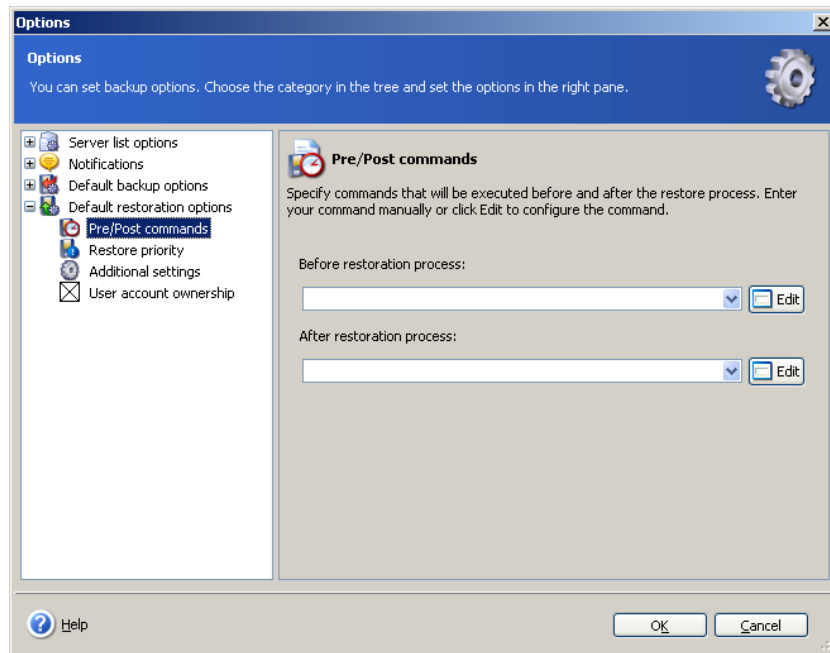 Options
Options
You can set backup options. Choose the category in the tree and set the options in the right pane.
Server list options
Notifications
Default backup options
Default restoration options
Pre/Post commands
Restore priority
Additional settings
User account ownership
Pre/Post commands
Specify commands that will be executed before and after the restore process. Enter
your command manually or click Edit to configure the command.
Before restoration process:
Edit
After restoration process:
Edit
Help
OK
Cancel